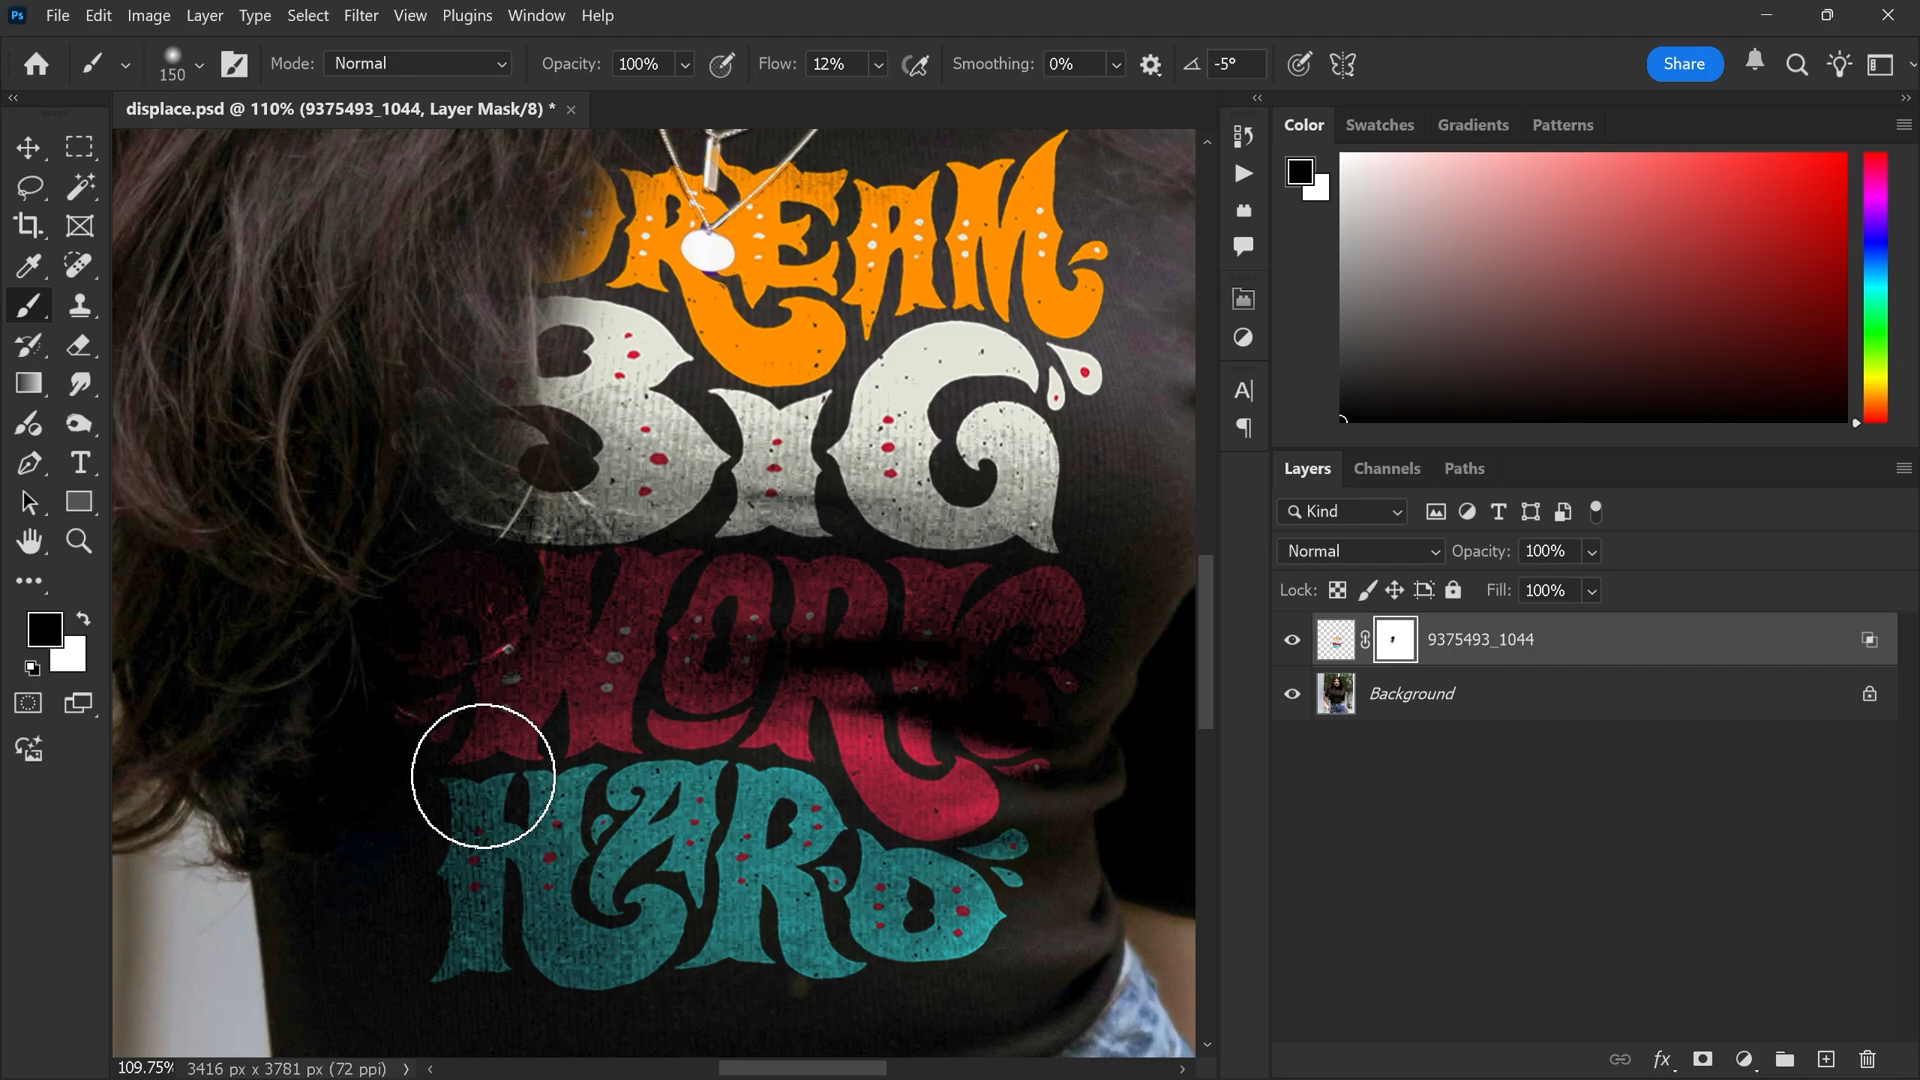 Ps File Edit Image Layer Type Select Filter View Plugins Window Help
150 Mode: Normal Opacity: 100% Flow: 12% Smoothing: 0% -5° Share
displace.psd @ 110% (9375493_1044, Layer Mask/8) * ×
Color Swatches Gradients Patterns
DREAM
BIG
WORK
HARD
Layers Channels Paths
Kind
Normal Opacity: 100%
Lock: Fill: 100%
9375493_1044
Background
109.75% 3416 px x 3781 px (72 ppi)